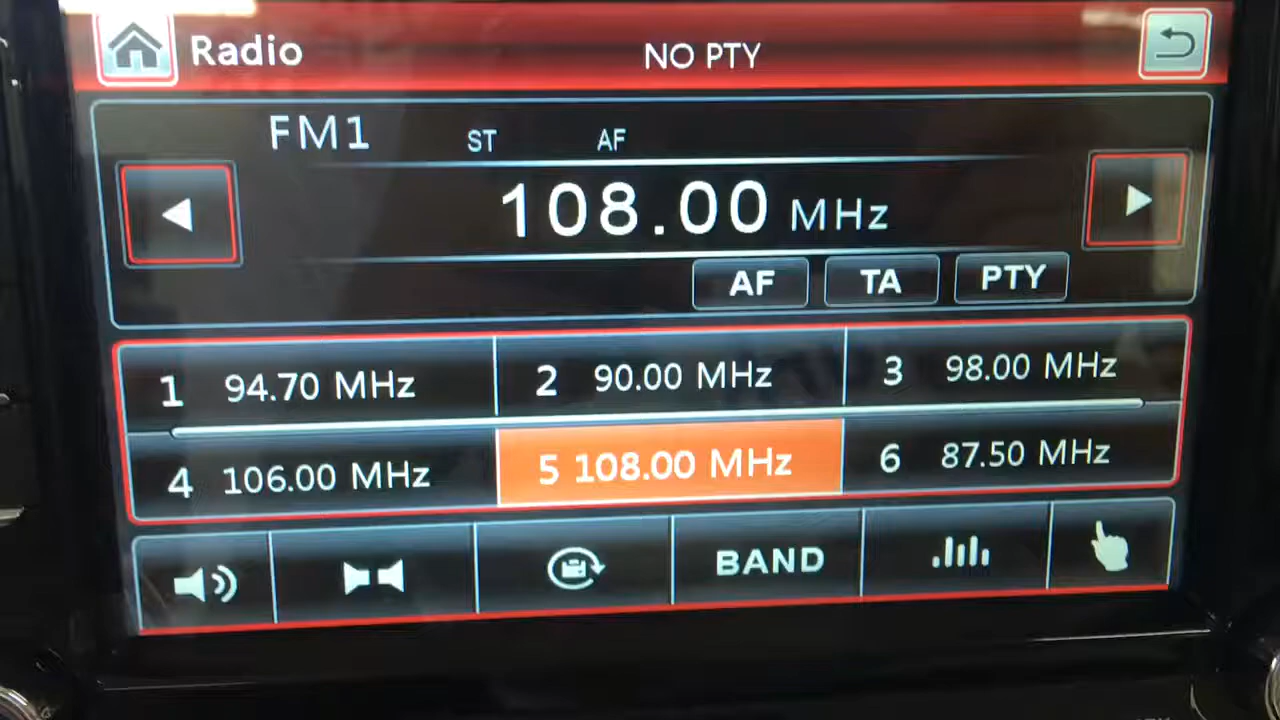 Radio NO PTY
FM1 ST AF
108.00 MHz
AF TA PTY
1 94.70 MHz 2 90.00 MHz 3 98.00 MHz
4 106.00 MHz 5 108.00 MHz 6 87.50 MHz
BAND